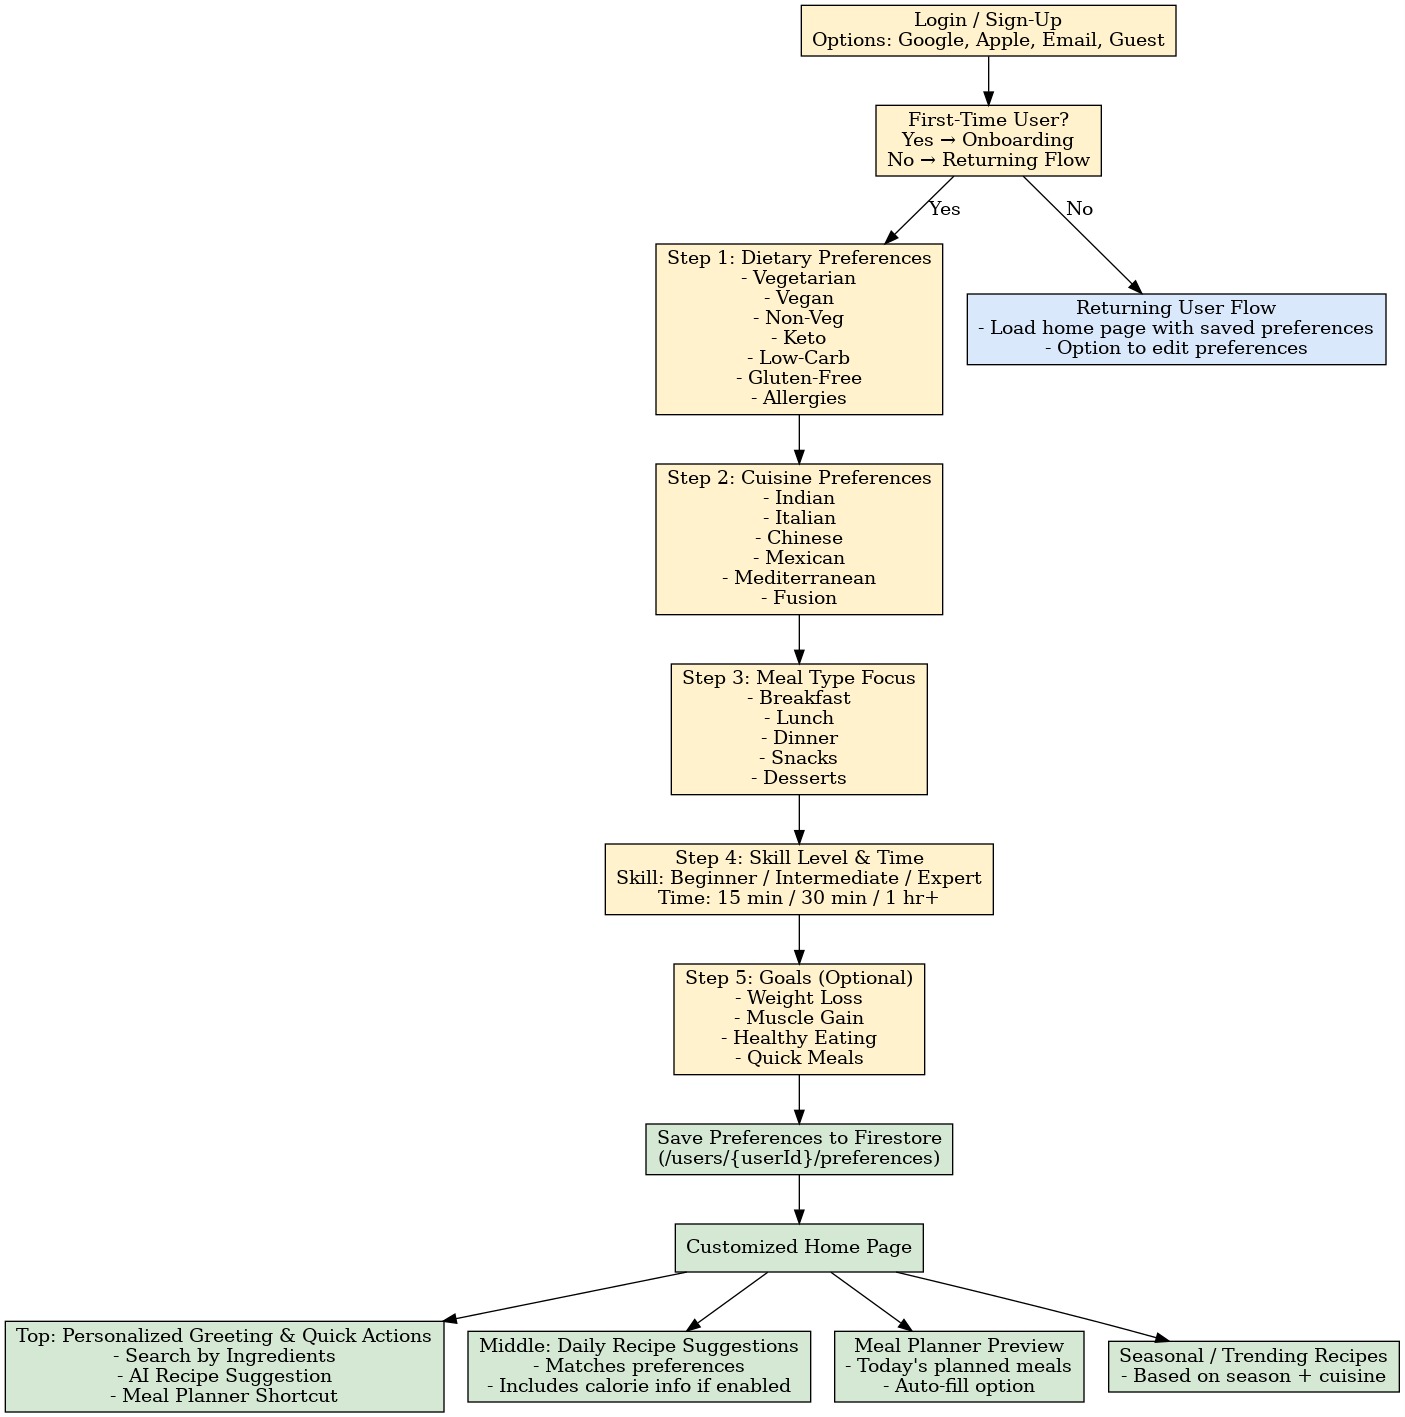 Login / Sign-Up
Options: Google, Apple, Email, Guest
First-Time User?
Yes → Onboarding
No → Returning Flow
Yes
No
Step 1: Dietary Preferences
- Vegetarian
- Vegan
- Non-Veg
- Keto
- Low-Carb
- Gluten-Free
- Allergies
Returning User Flow
- Load home page with saved preferences
- Option to edit preferences
Step 2: Cuisine Preferences
- Indian
- Italian
- Chinese
- Mexican
- Mediterranean
- Fusion
Step 3: Meal Type Focus
- Breakfast
- Lunch
- Dinner
- Snacks
- Desserts
Step 4: Skill Level & Time
Skill: Beginner / Intermediate / Expert
Time: 15 min / 30 min / 1 hr+
Step 5: Goals (Optional)
- Weight Loss
- Muscle Gain
- Healthy Eating
- Quick Meals
Save Preferences to Firestore
(/users/{userId}/preferences)
Customized Home Page
Top: Personalized Greeting & Quick Actions
- Search by Ingredients
- AI Recipe Suggestion
- Meal Planner Shortcut
Middle: Daily Recipe Suggestions
- Matches preferences
- Includes calorie info if enabled
Meal Planner Preview
- Today's planned meals
- Auto-fill option
Seasonal / Trending Recipes
- Based on season + cuisine